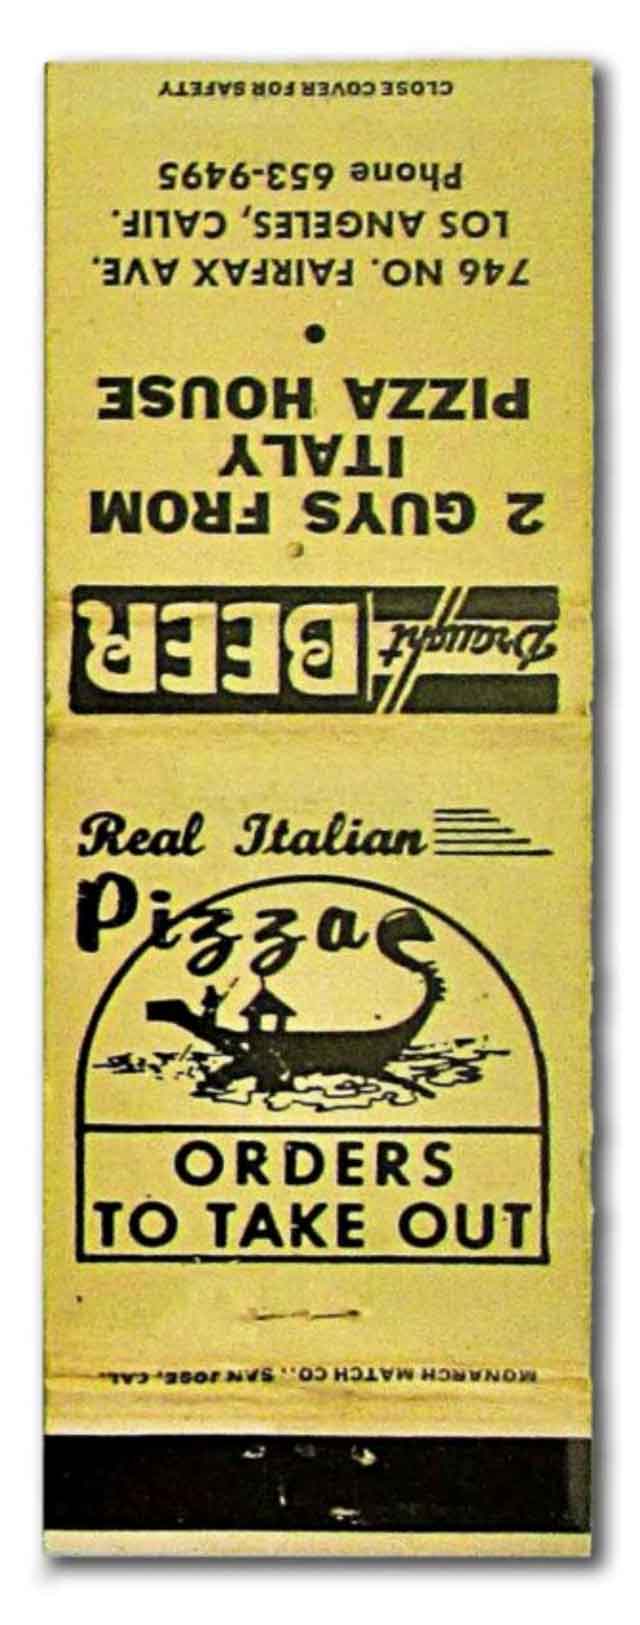 CLOSE COVER FOR SAFETY
2 GUYS FROM
ITALY
PIZZA HOUSE
•
746 NO. FAIRFAX AVE.
LOS ANGELES, CALIF.
Phone 653-9495
Draught BEER
Real Italian
Pizza
ORDERS
TO TAKE OUT
MONARCH MATCH CO., SAN JOSE, CAL.